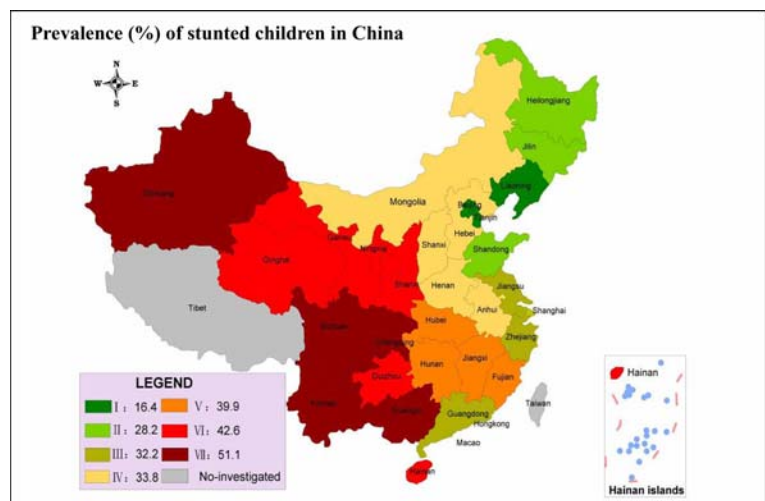 Prevalence (%) of stunted children in China
N
W E
S
Heilongjiang
Jilin
Liaoning
Beijing
Tianjin
Mongolia
Hebei
Shanxi
Shandong
Xinjiang
Gansu
Ningxia
Qinghai
Henan
Jiangsu
Anhui
Shanghai
Tibet
Hubei
Zhejiang
Sichuan
Hunan
Jiangxi
Guizhou
Fujian
Yunnan
Guangxi
Guangdong
Hongkong
Macao
Taiwan
Hainan
LEGEND
Ⅰ: 16.4
Ⅱ: 28.2
Ⅲ: 32.2
Ⅳ: 33.8
Ⅴ: 39.9
Ⅵ: 42.6
Ⅶ: 51.1
No-investigated
Hainan
Hainan islands